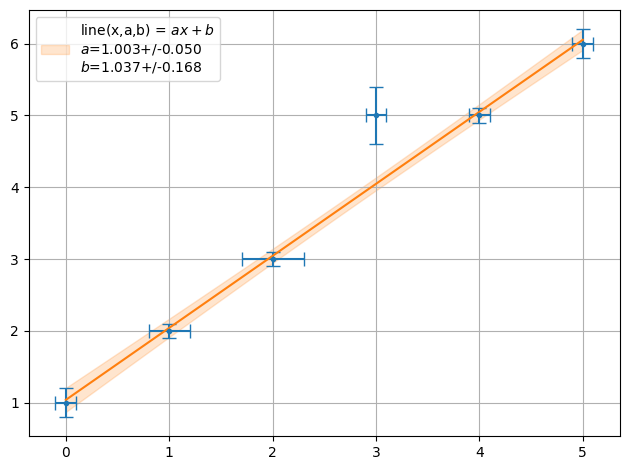 line(x,a,b) = ax + b
a=1.003+/-0.050
b=1.037+/-0.168
6
5
4
3
2
1
0 1 2 3 4 5